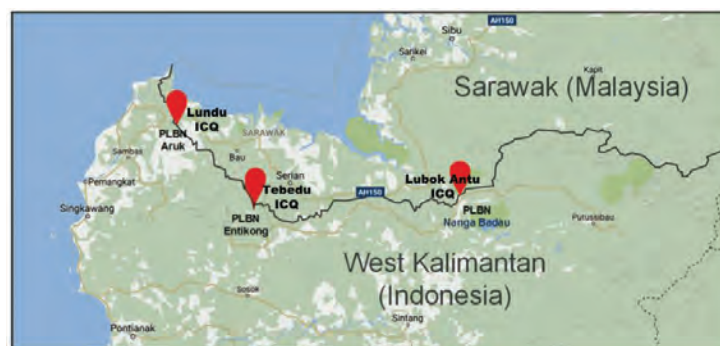 AH150
Sibu
Sarikei
Kapit
Sarawak (Malaysia)
Lundu
ICQ
PLBN
Aruk
SARAWAK
Sambas
Bau
Serian
Pemangkat
Tebedu
ICQ
Lubok Antu
ICQ
AH150
Singkawang
PLBN
Entikong
PLBN
Nanga Badau
Putussibau
West Kalimantan
(Indonesia)
Sosok
Sintang
Pontianak